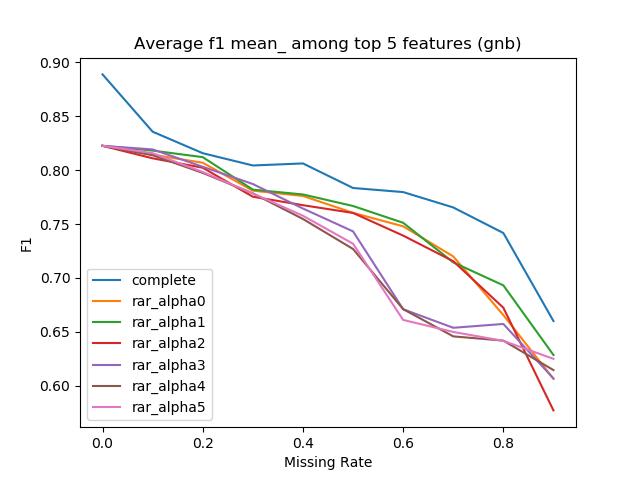 Average f1 mean_ among top 5 features (gnb)
0.90
0.85
0.80
0.75
0.70
0.65
0.60
F1
complete
rar_alpha0
rar_alpha1
rar_alpha2
rar_alpha3
rar_alpha4
rar_alpha5
0.0 0.2 0.4 0.6 0.8
Missing Rate